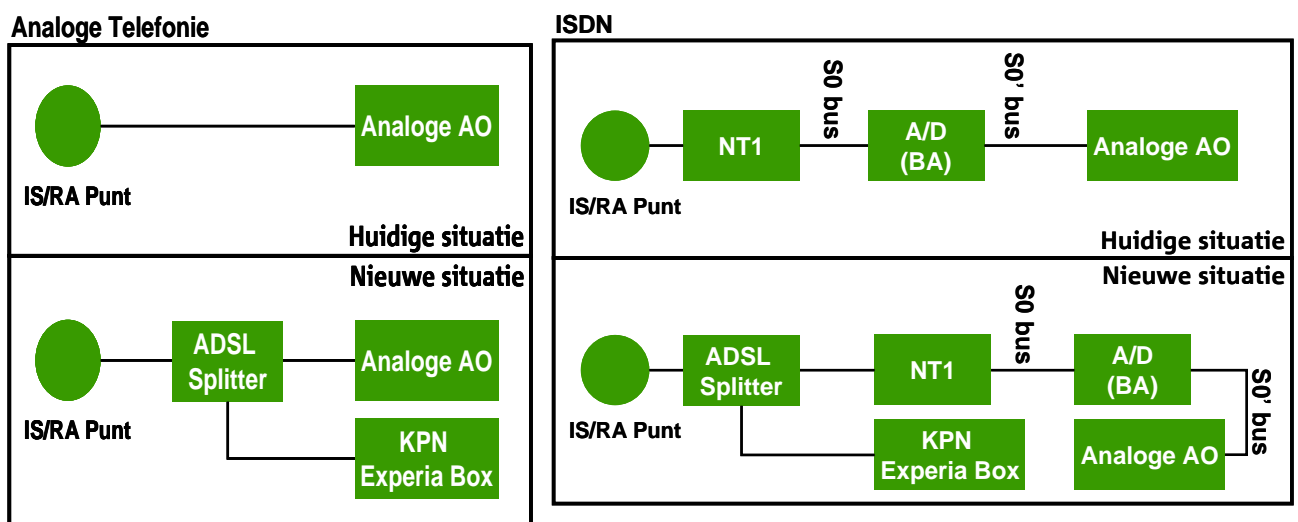 Analoge Telefonie
Analoge AO
IS/RA Punt
Huidige situatie
Nieuwe situatie
ADSL
Splitter
Analoge AO
IS/RA Punt
KPN
Experia Box
ISDN
S0 bus
S0' bus
NT1
A/D
(BA)
Analoge AO
IS/RA Punt
Huidige situatie
Nieuwe situatie
S0 bus
ADSL
Splitter
NT1
A/D
(BA)
S0' bus
IS/RA Punt
KPN
Experia Box
Analoge AO